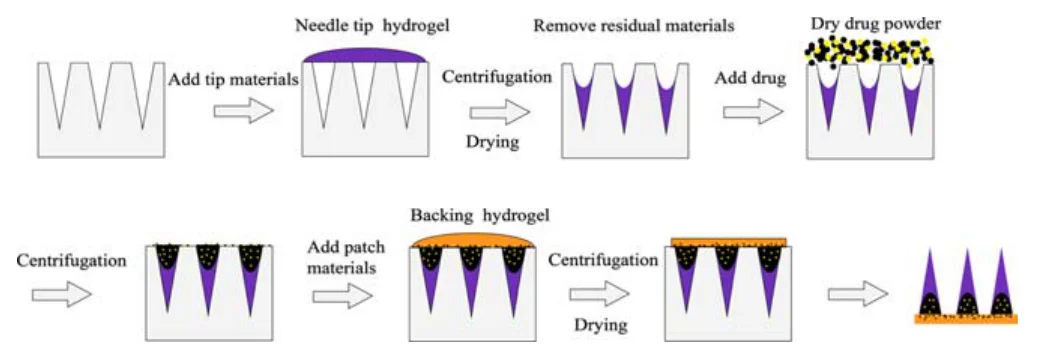 Needle tip hydrogel
Remove residual materials
Dry drug powder
Add tip materials
Centrifugation
Drying
Add drug
Centrifugation
Add patch
materials
Backing hydrogel
Centrifugation
Drying